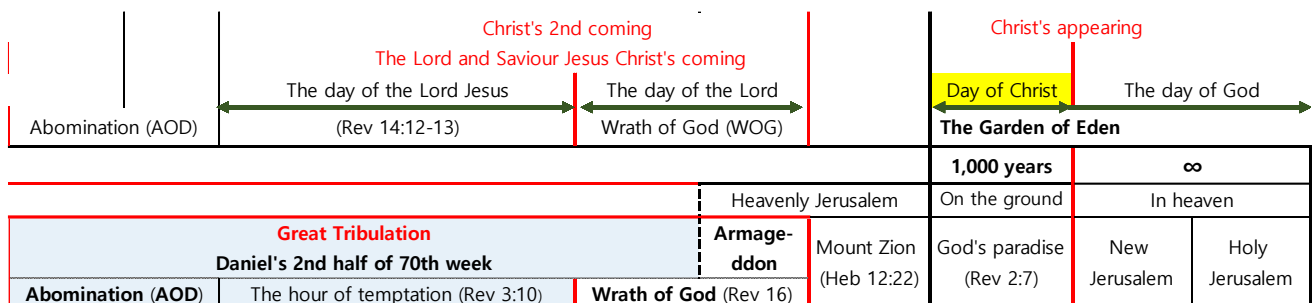 Christ's 2nd coming
Christ's appearing
The Lord and Saviour Jesus Christ's coming
The day of the Lord Jesus
The day of the Lord
Day of Christ
The day of God
Abomination (AOD)
(Rev 14:12-13)
Wrath of God (WOG)
The Garden of Eden
1,000 years
∞
Heavenly Jerusalem
On the ground
In heaven
Great Tribulation
Daniel's 2nd half of 70th week
Armage-
ddon
Mount Zion
(Heb 12:22)
God's paradise
(Rev 2:7)
New
Jerusalem
Holy
Jerusalem
Abomination (AOD)
The hour of temptation (Rev 3:10)
Wrath of God (Rev 16)